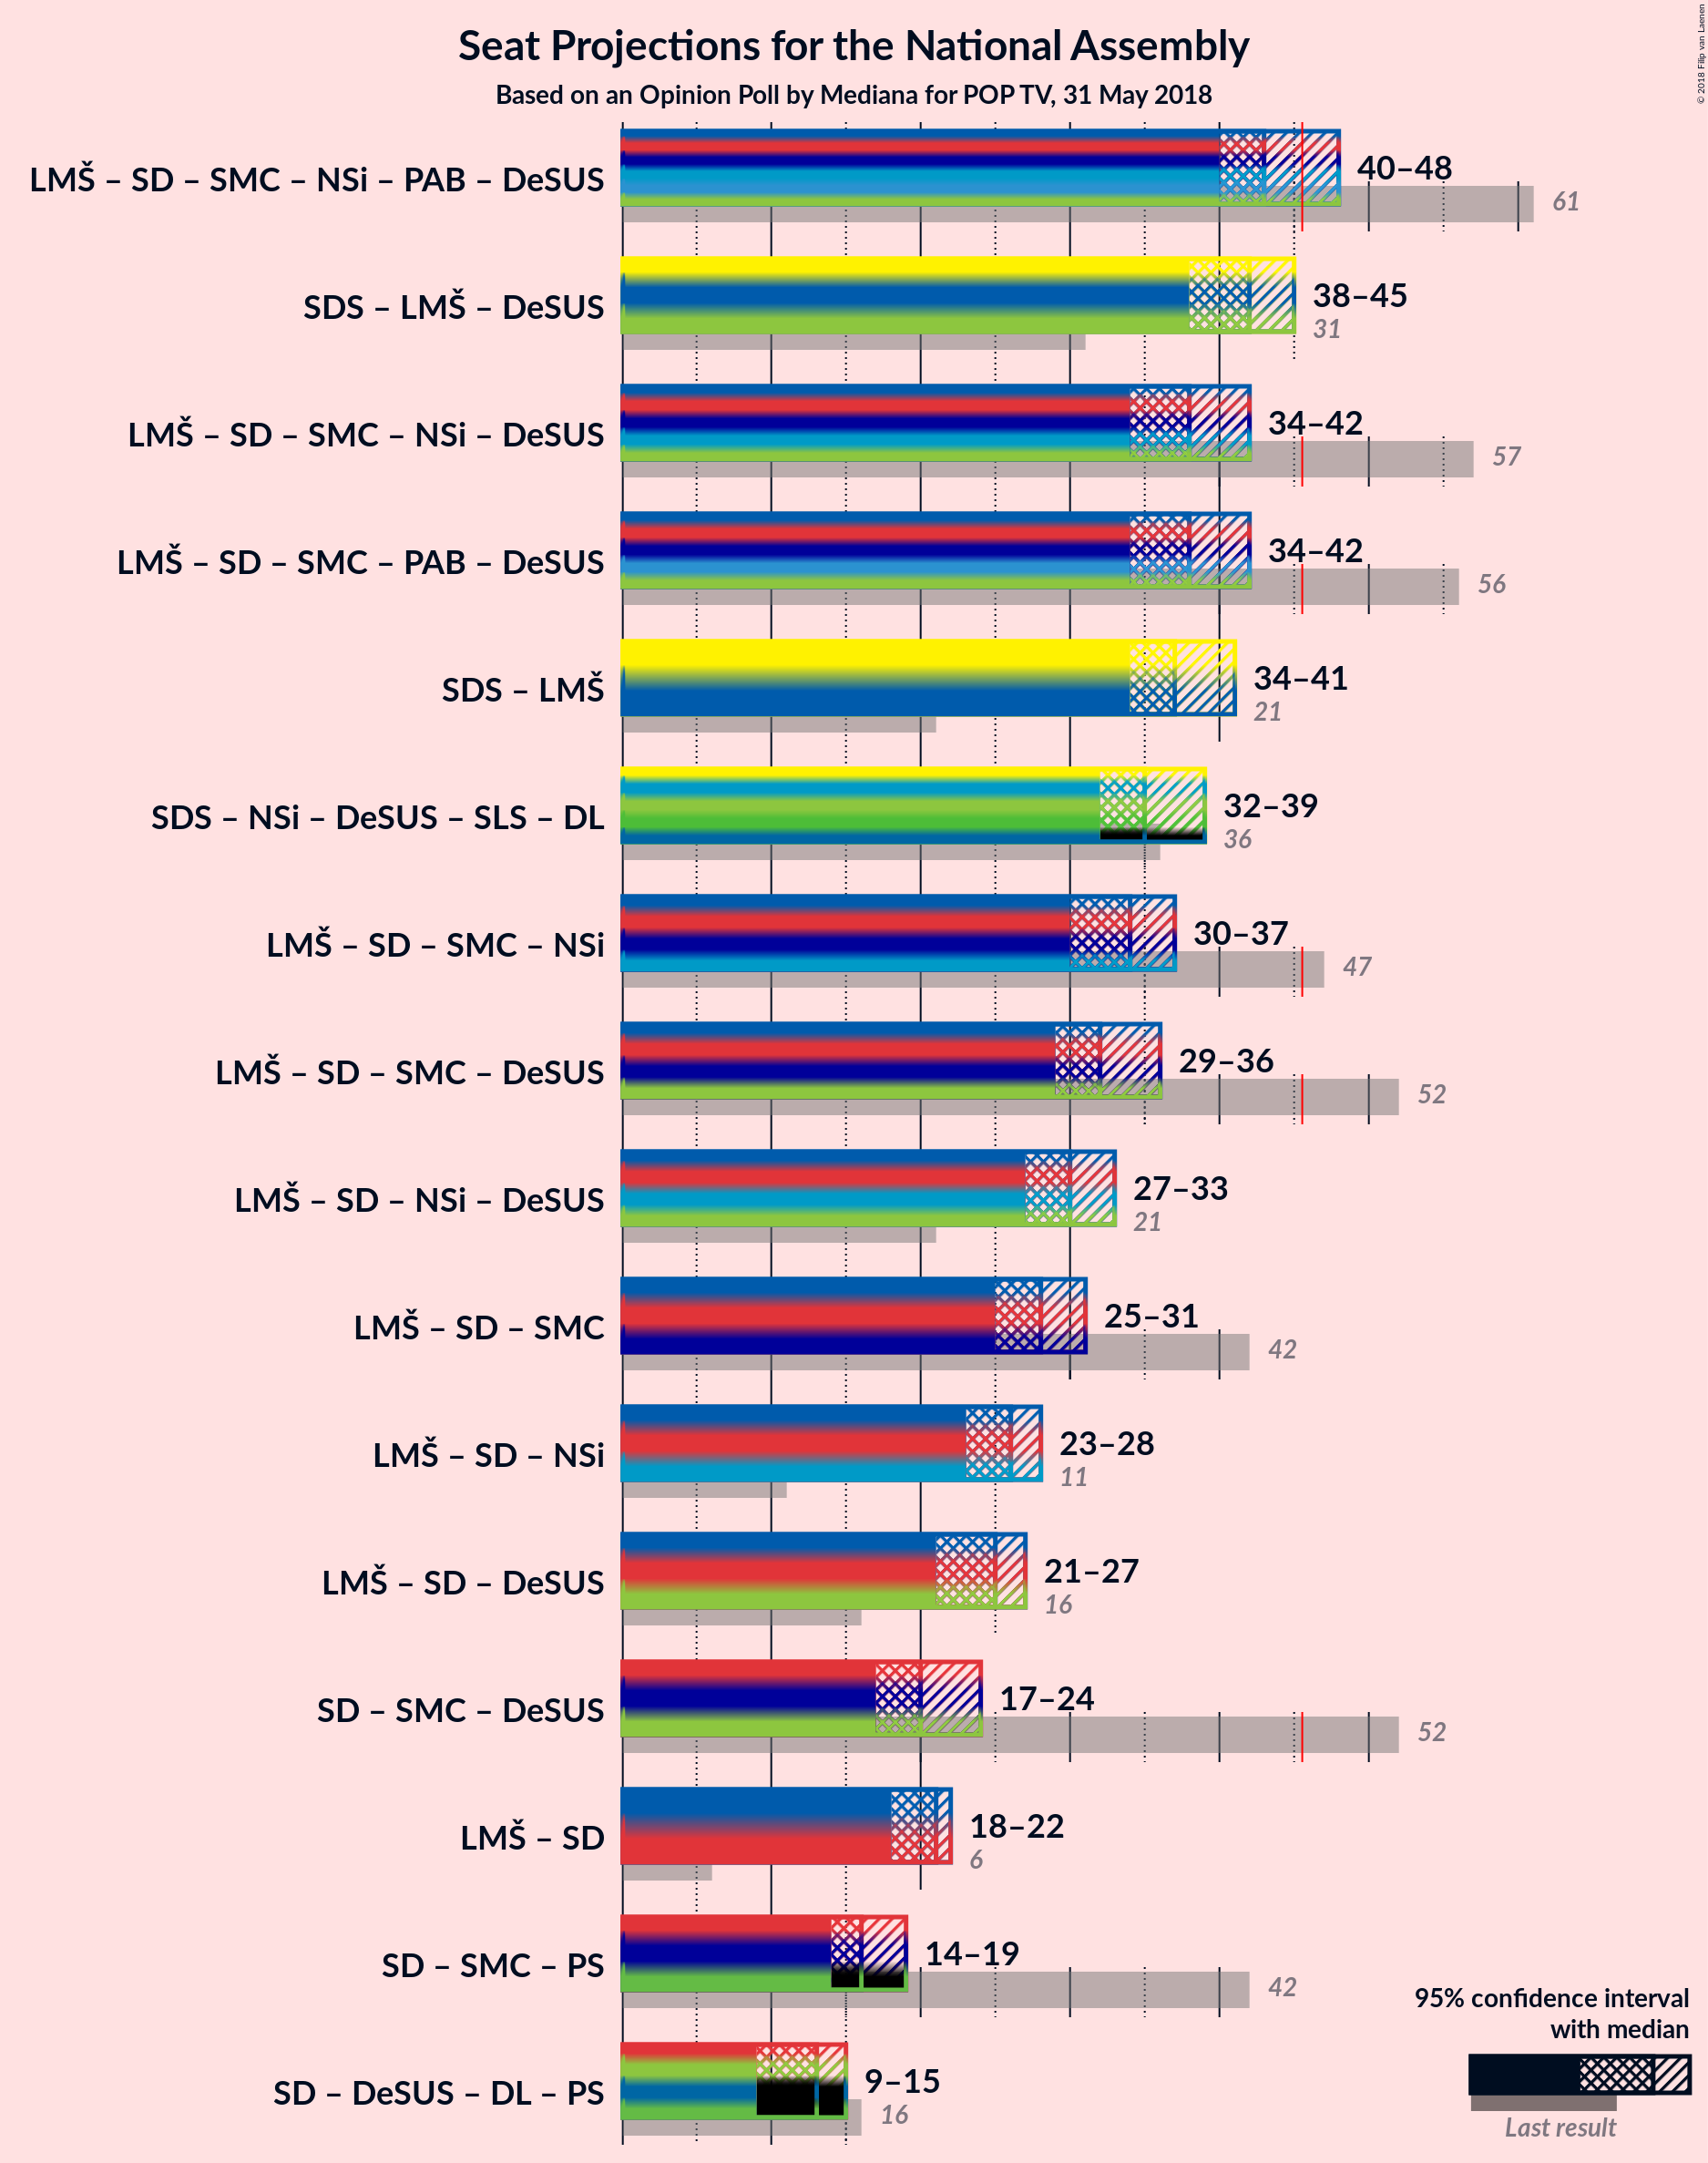 © 2018 Filip van Laenen
Seat Projections for the National Assembly
Based on an Opinion Poll by Mediana for POP TV, 31 May 2018
LMŠ – SD – SMC – NSi – PAB – DeSUS
40–48
61
SDS – LMŠ – DeSUS
38–45
31
LMŠ – SD – SMC – NSi – DeSUS
34–42
57
LMŠ – SD – SMC – PAB – DeSUS
34–42
56
SDS – LMŠ
34–41
21
SDS – NSi – DeSUS – SLS – DL
32–39
36
LMŠ – SD – SMC – NSi
30–37
47
LMŠ – SD – SMC – DeSUS
29–36
52
LMŠ – SD – NSi – DeSUS
27–33
21
LMŠ – SD – SMC
25–31
42
LMŠ – SD – NSi
23–28
11
LMŠ – SD – DeSUS
21–27
16
SD – SMC – DeSUS
17–24
52
LMŠ – SD
18–22
6
SD – SMC – PS
14–19
42
SD – DeSUS – DL – PS
9–15
16
95% confidence interval
with median
Last result